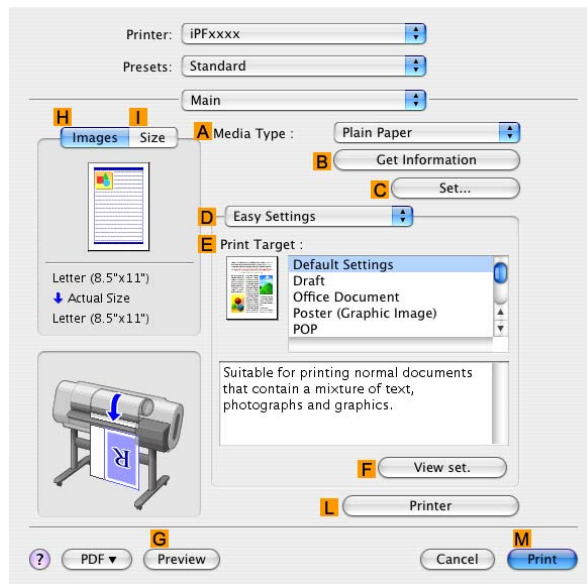 Printer: iPFxxxx
Presets: Standard
Main
H I
Images Size
A Media Type : Plain Paper
B Get Information
C Set...
D Easy Settings
E Print Target :
Default Settings
Draft
Office Document
Poster (Graphic Image)
POP
Letter (8.5"x11")
Actual Size
Letter (8.5"x11")
Suitable for printing normal documents
that contain a mixture of text,
photographs and graphics.
R
F View set.
L Printer
G M
? PDF Preview Cancel Print